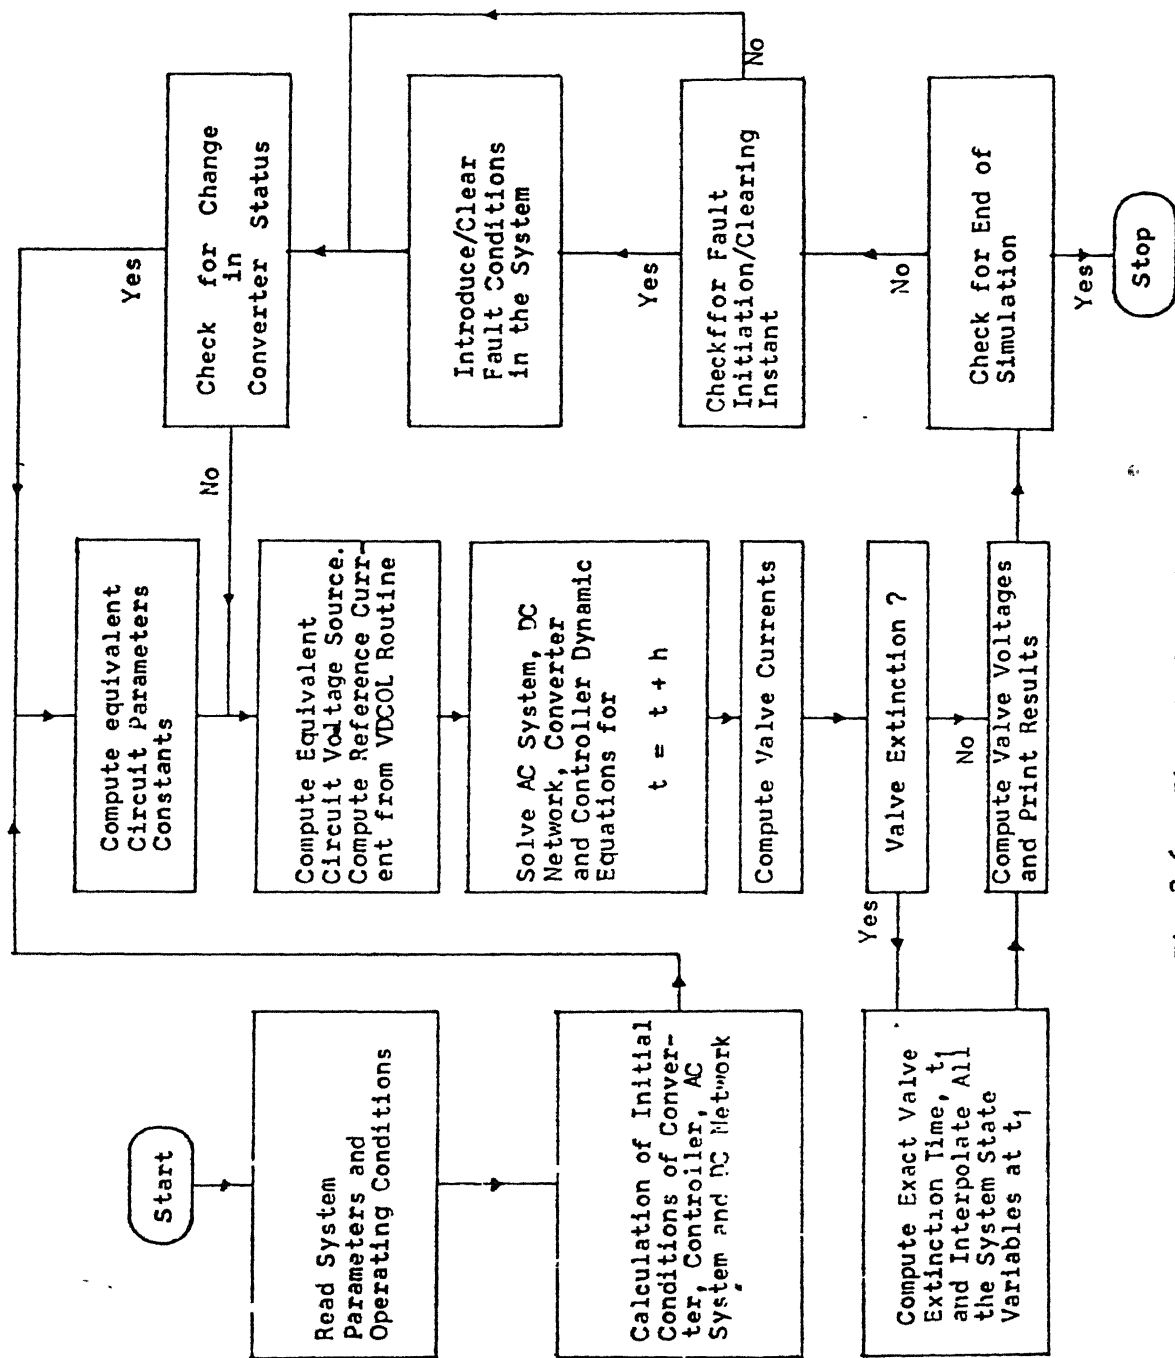 Start
Read System
Parameters and
Operating Conditions
Calculation of Initial
Conditions of Conver-
ter, Controller, AC
System and DC Network
Compute equivalent
Circuit Parameters
Constants
Compute Equivalent
Circuit Voltage Source.
Compute Reference Curr-
ent from VDCOL Routine
Solve AC System, DC
Network, Converter
and Controller Dynamic
Equations for
t = t + h
Compute Valve Currents
Valve Extinction ?
Yes
No
Compute Exact Valve
Extinction Time, t1
and Interpolate All
the System State
Variables at t1
Compute Valve Voltages
and Print Results
Check for End of
Simulation
Yes
Stop
No
Checkffor Fault
Initiation/Clearing
Instant
No
Yes
Introduce/Clear
Fault Conditions
in the System
Check for Change
in
Converter Status
Yes
No